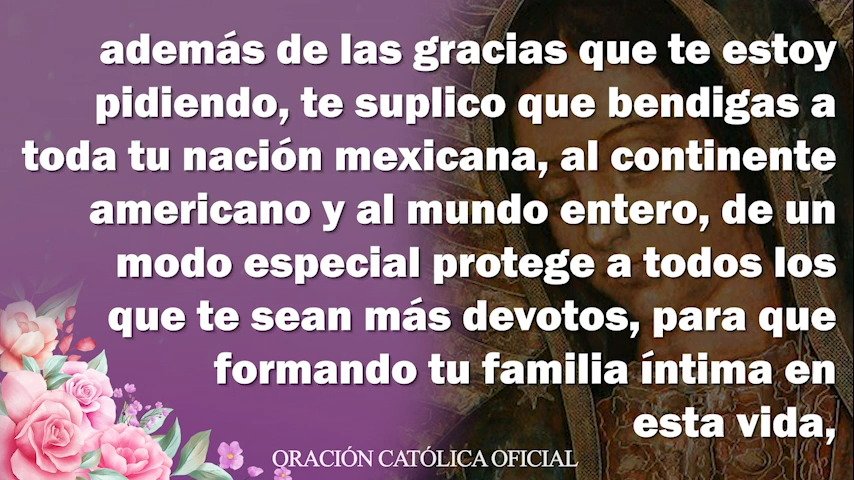 además de las gracias que te estoy
pidiendo, te suplico que bendigas a
toda tu nación mexicana, al continente
americano y al mundo entero, de un
modo especial protege a todos los
que te sean más devotos, para que
formando tu familia íntima en
esta vida,
ORACIÓN CATÓLICA OFICIAL